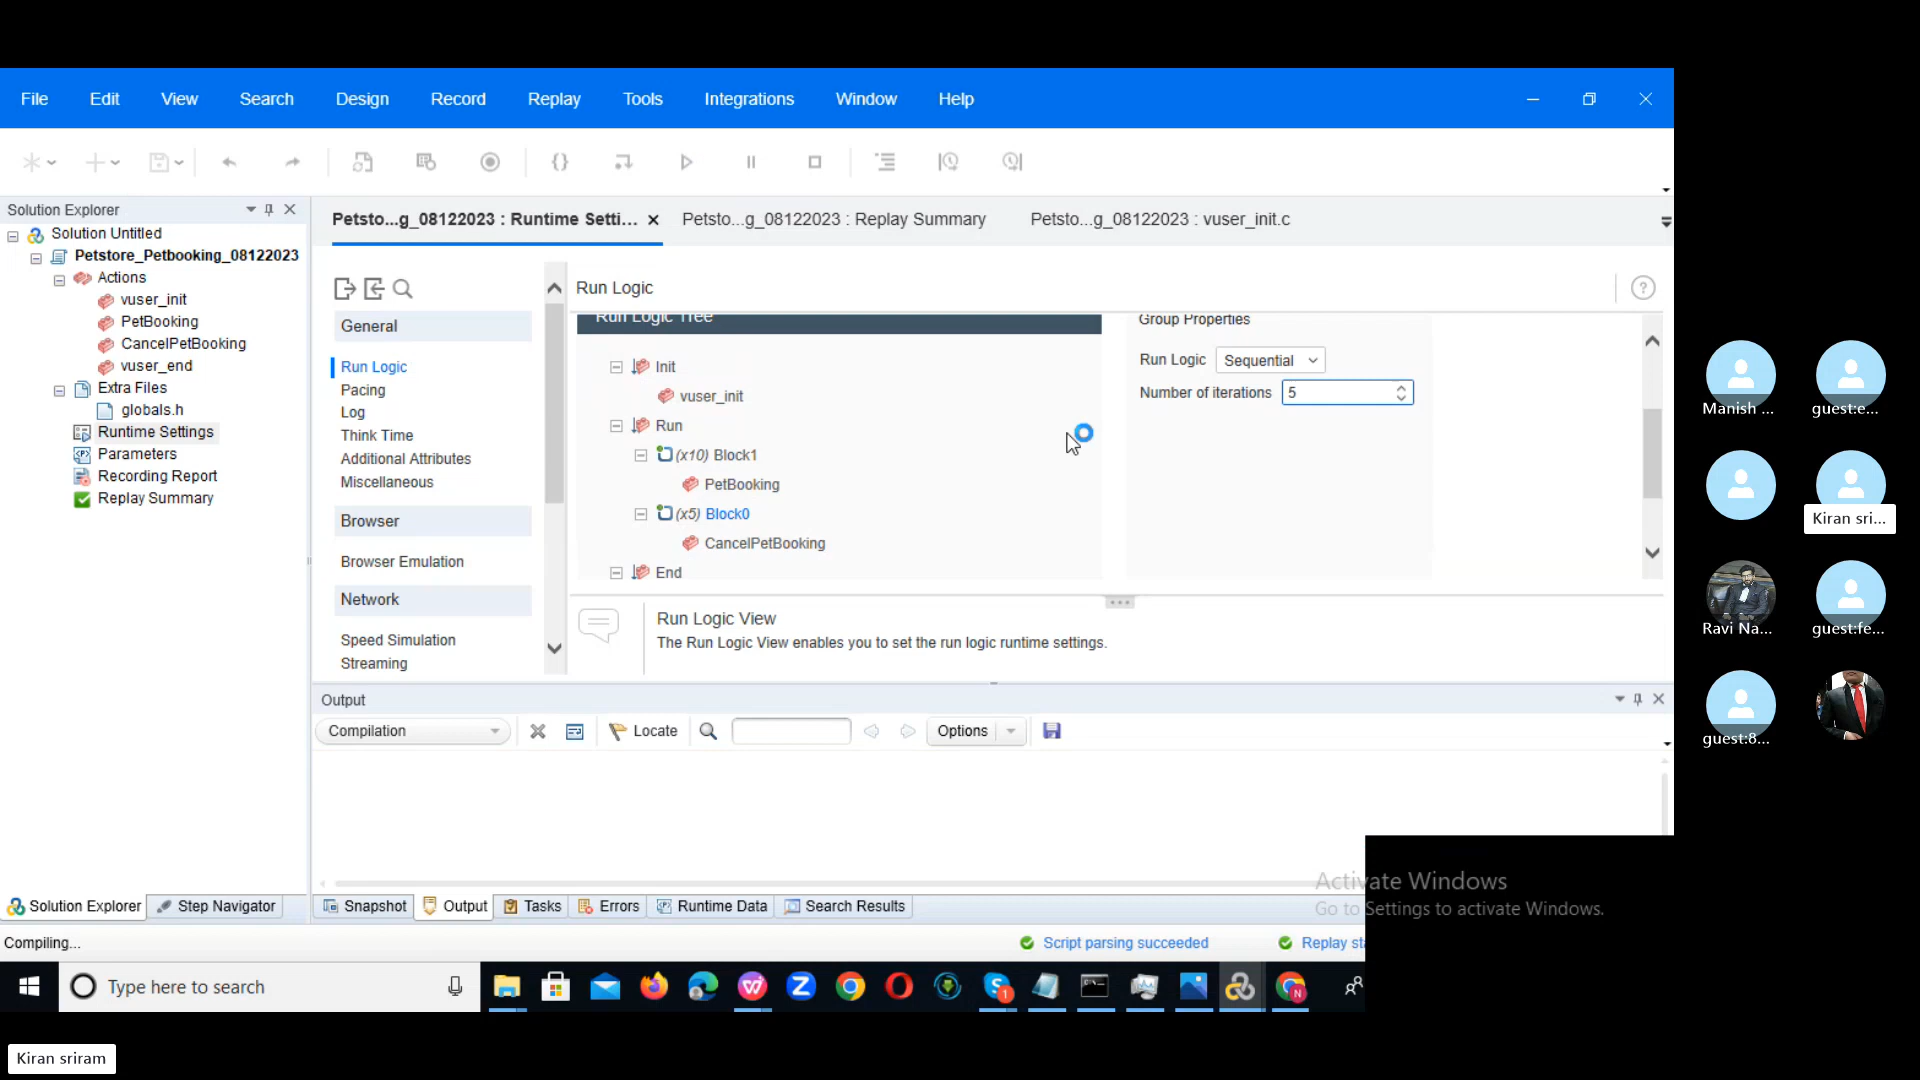 File Edit View Search Design Record Replay Tools Integrations Window Help
Solution Explorer
Solution Untitled
Petstore_Petbooking_08122023
Actions
vuser_init
PetBooking
CancelPetBooking
vuser_end
Extra Files
globals.h
Runtime Settings
Parameters
Recording Report
Replay Summary
Petsto...g_08122023 : Runtime Setti... Petsto...g_08122023 : Replay Summary Petsto...g_08122023 : vuser_init.c
General
Run Logic
Pacing
Log
Think Time
Additional Attributes
Miscellaneous
Browser
Browser Emulation
Network
Speed Simulation
Streaming
Run Logic
Run Logic Tree
Init
vuser_init
Run
(x10) Block1
PetBooking
(x5) Block0
CancelPetBooking
End
Group Properties
Run Logic Sequential
Number of iterations 5
Run Logic View
The Run Logic View enables you to set the run logic runtime settings.
Output
Compilation Locate Options
Solution Explorer Step Navigator Snapshot Output Tasks Errors Runtime Data Search Results
Activate Windows
Go to Settings to activate Windows.
Compiling... Script parsing succeeded Replay sta
Type here to search
Manish ... guest:e...
Kiran sri...
Ravi Na... guest:fe...
guest:8...
Kiran sriram